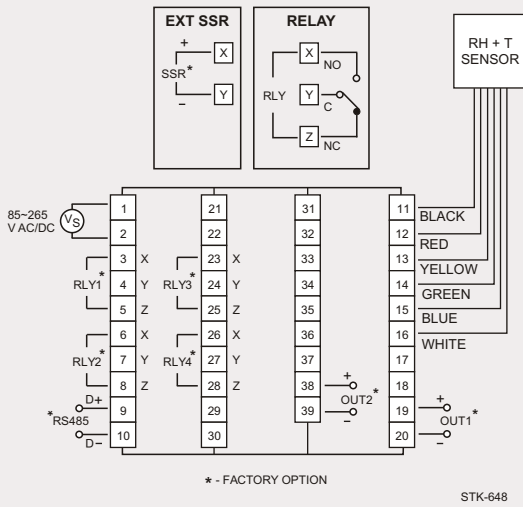 EXT SSR
+
X
SSR*
Y
−
RELAY
X
NO
RLY
Y
C
Z
NC
RH + T
SENSOR
85~265
V AC/DC
VS
1
2
3 X
RLY1*
4 Y
5 Z
6 X
RLY2*
7 Y
8 Z
D+
9
*RS485
D−
10
21
22
23 X
RLY3*
24 Y
25 Z
26 X
RLY4*
27 Y
28 Z
29
30
31
32
33
34
35
36
37
38
+
OUT2*
39
−
11
BLACK
12
RED
13
YELLOW
14
GREEN
15
BLUE
16
WHITE
17
18
19
+
OUT1*
20
−
* - FACTORY OPTION
STK-648